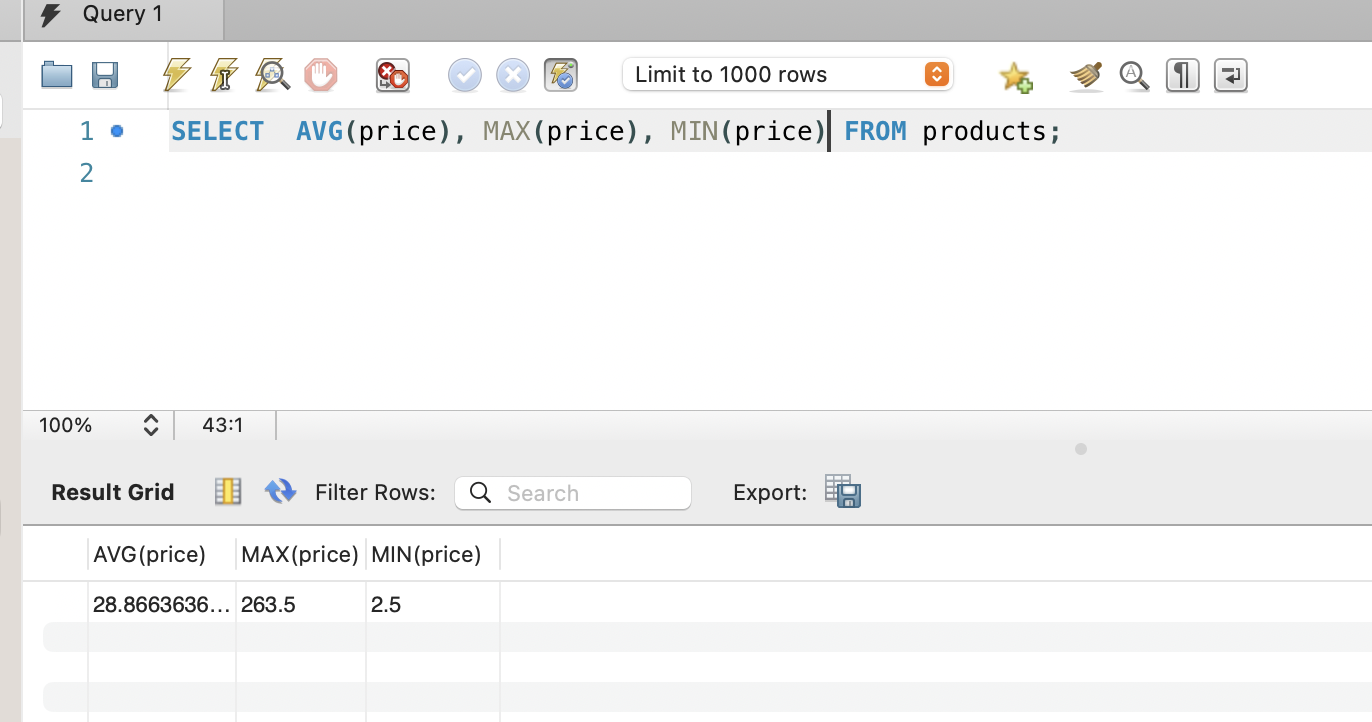 Query 1
Limit to 1000 rows
1 SELECT  AVG(price), MAX(price), MIN(price) FROM products;
2
100% 43:1
Result Grid Filter Rows: Search Export:
AVG(price) MAX(price) MIN(price)
28.8663636... 263.5 2.5